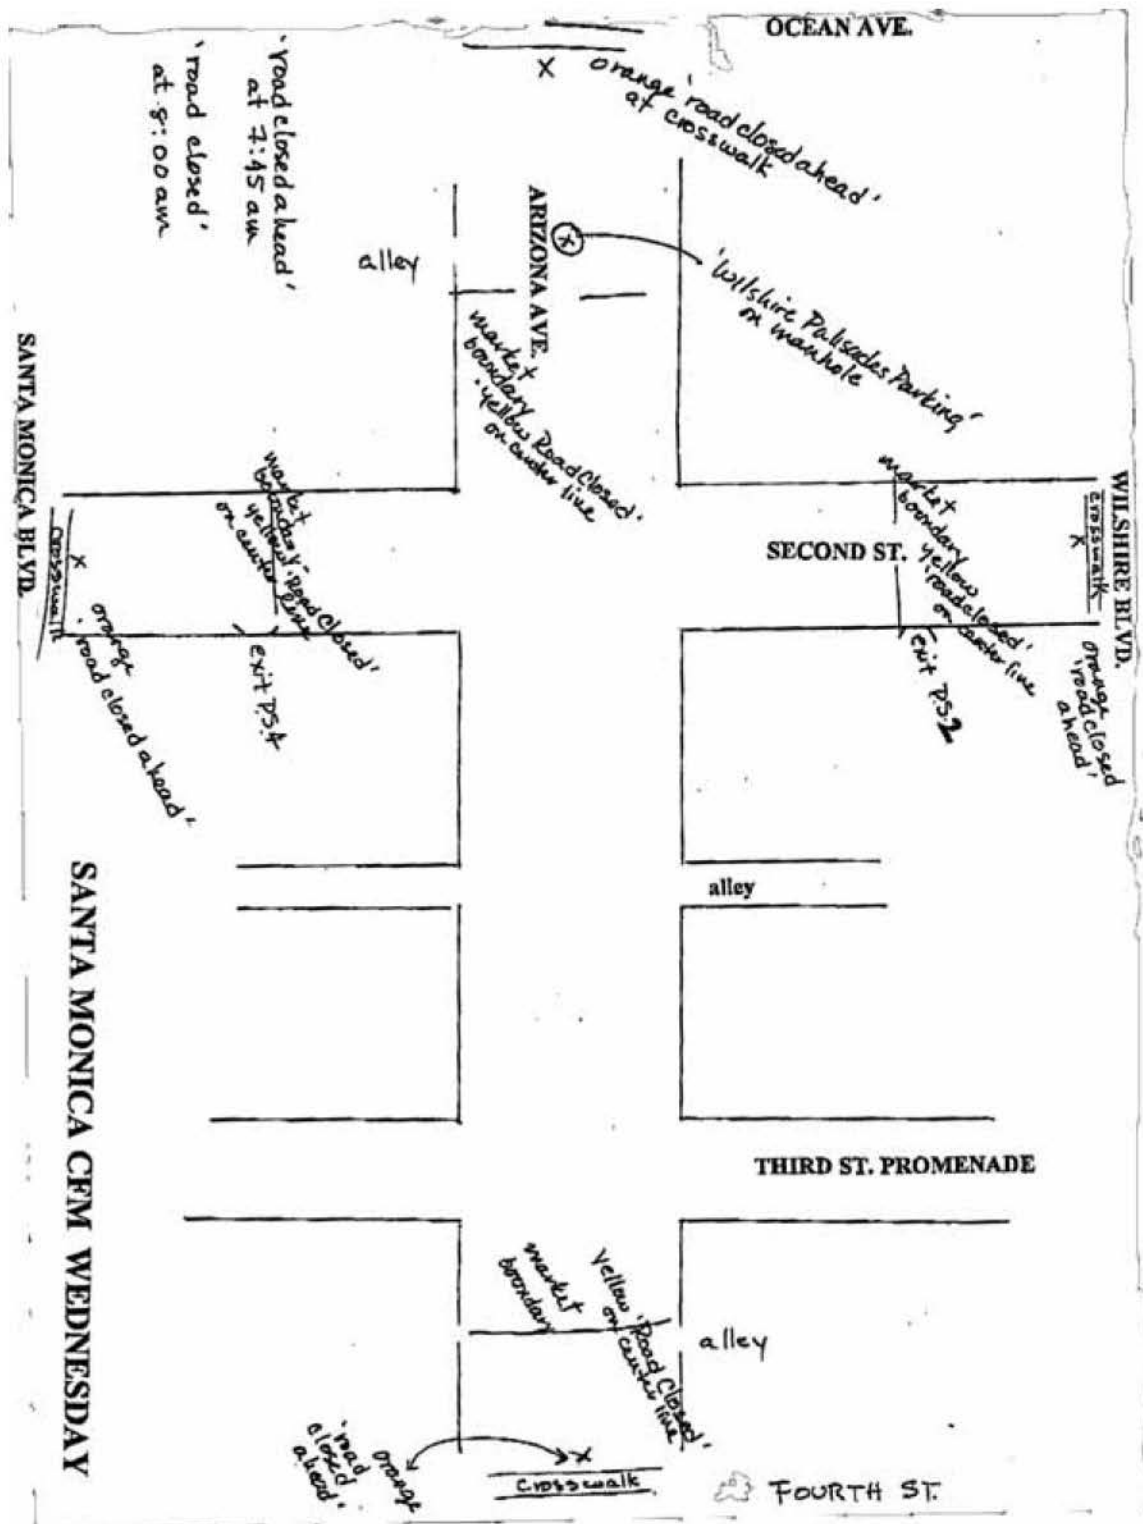 OCEAN AVE.
orange 'road closed ahead'
at crosswalk
'road closed ahead'
at 7:45 am
'road closed'
at 8:00 am
ARIZONA AVE.
alley
'Wilshire Palisades Parking'
on manhole
market
boundary
'yellow Road Closed'
on center line
SANTA MONICA BLVD.
market
boundary
yellow 'Road Closed'
on center line
crosswalk
orange
'road closed ahead'
exit P.S.4
SECOND ST.
market
boundary
yellow
'road closed'
on center line
WILSHIRE BLVD.
crosswalk
orange
'road closed
ahead'
exit P.S.2
alley
SANTA MONICA CFM WEDNESDAY
THIRD ST. PROMENADE
market
boundary
Yellow 'Road Closed'
on center line
alley
orange
'road
closed
ahead'
crosswalk
FOURTH ST.